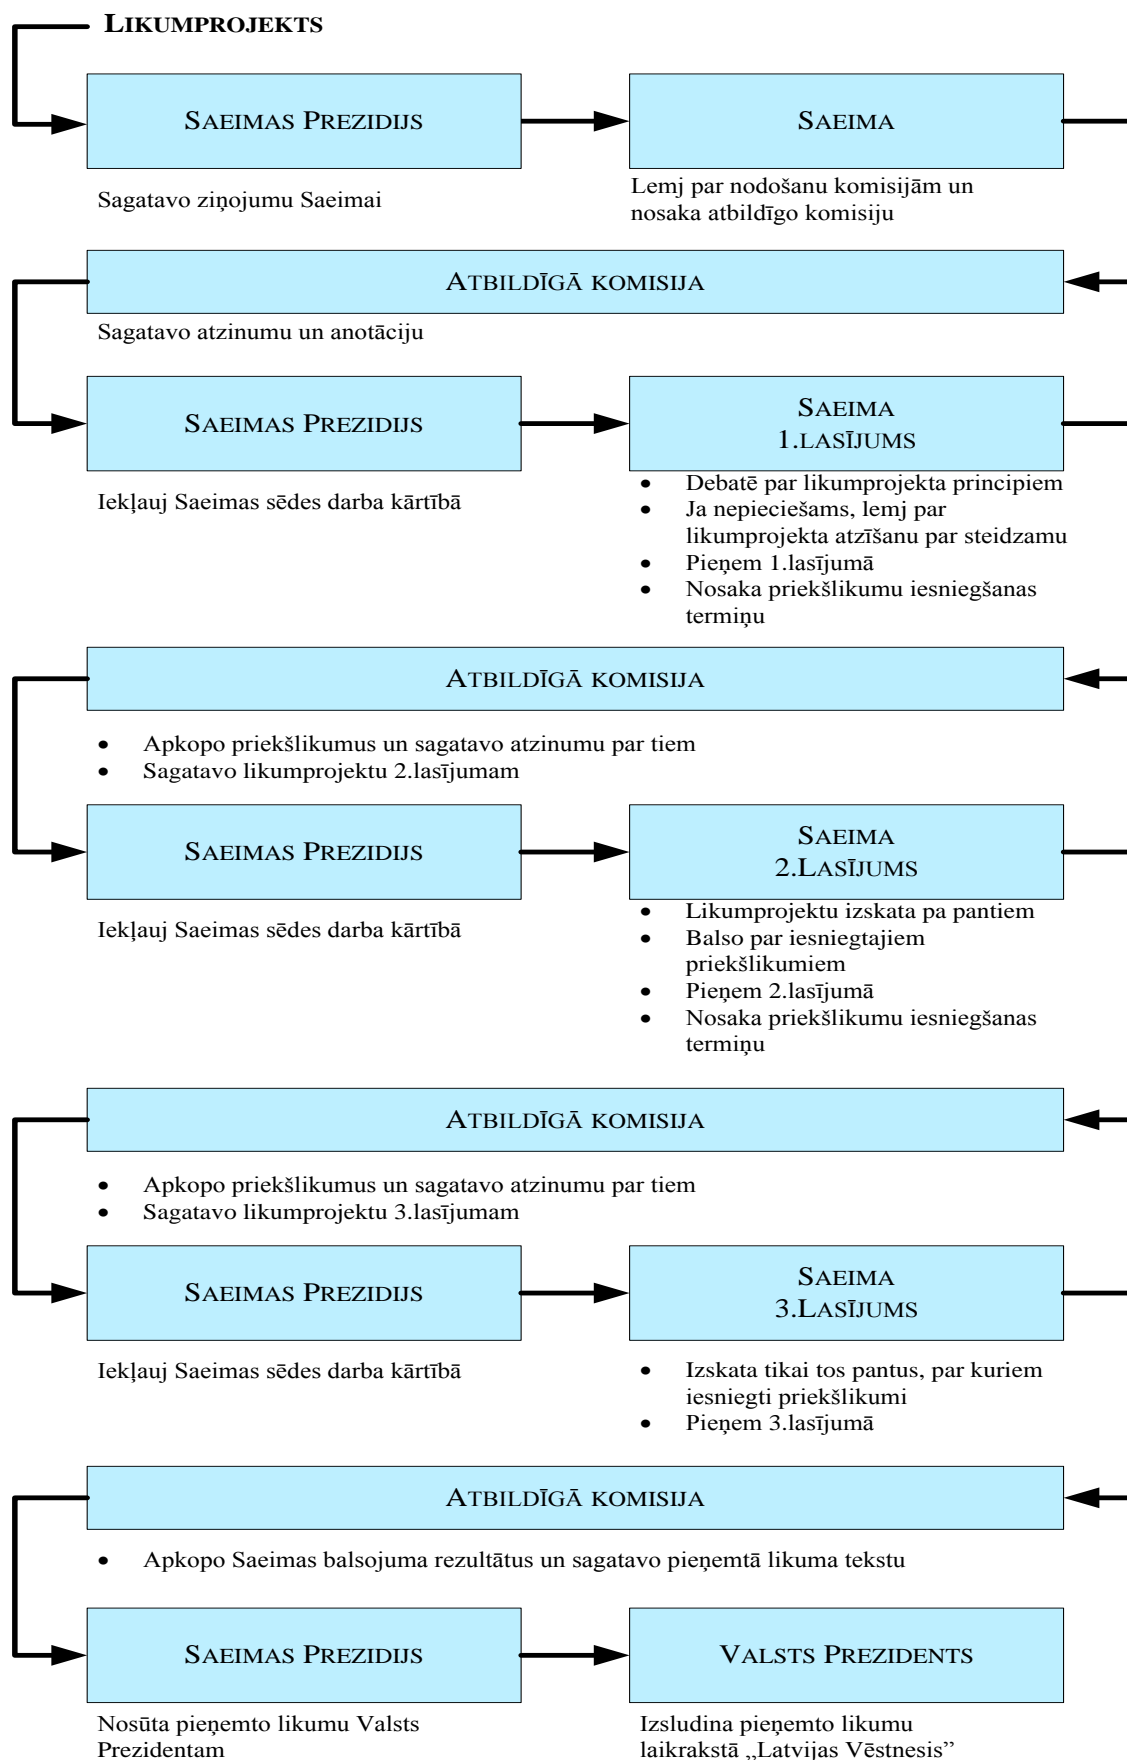 LIKUMPROJEKTS
SAEIMAS PREZIDIJS
SAEIMA
Sagatavo ziņojumu Saeimai
Lemj par nodošanu komisijām un
nosaka atbildīgo komisiju
ATBILDĪGĀ KOMISIJA
Sagatavo atzinumu un anotāciju
SAEIMAS PREZIDIJS
SAEIMA
1.LASĪJUMS
Iekļauj Saeimas sēdes darba kārtībā
• Debatē par likumprojekta principiem
• Ja nepieciešams, lemj par
likumprojekta atzīšanu par steidzamu
• Pieņem 1.lasījumā
• Nosaka priekšlikumu iesniegšanas
termiņu
ATBILDĪGĀ KOMISIJA
• Apkopo priekšlikumus un sagatavo atzinumu par tiem
• Sagatavo likumprojektu 2.lasījumam
SAEIMAS PREZIDIJS
SAEIMA
2.LASĪJUMS
Iekļauj Saeimas sēdes darba kārtībā
• Likumprojektu izskata pa pantiem
• Balso par iesniegtajiem
priekšlikumiem
• Pieņem 2.lasījumā
• Nosaka priekšlikumu iesniegšanas
termiņu
ATBILDĪGĀ KOMISIJA
• Apkopo priekšlikumus un sagatavo atzinumu par tiem
• Sagatavo likumprojektu 3.lasījumam
SAEIMAS PREZIDIJS
SAEIMA
3.LASĪJUMS
Iekļauj Saeimas sēdes darba kārtībā
• Izskata tikai tos pantus, par kuriem
iesniegti priekšlikumi
• Pieņem 3.lasījumā
ATBILDĪGĀ KOMISIJA
• Apkopo Saeimas balsojuma rezultātus un sagatavo pieņemtā likuma tekstu
SAEIMAS PREZIDIJS
VALSTS PREZIDENTS
Nosūta pieņemto likumu Valsts
Prezidentam
Izsludina pieņemto likumu
laikrakstā „Latvijas Vēstnesis”